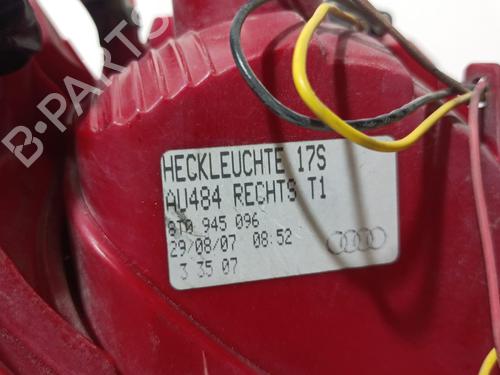 B-PARTS
HECKLEUCHTE 17S
AU484 RECHTS T1
8T0 945 096
29/08/07 08:52
3 35 07